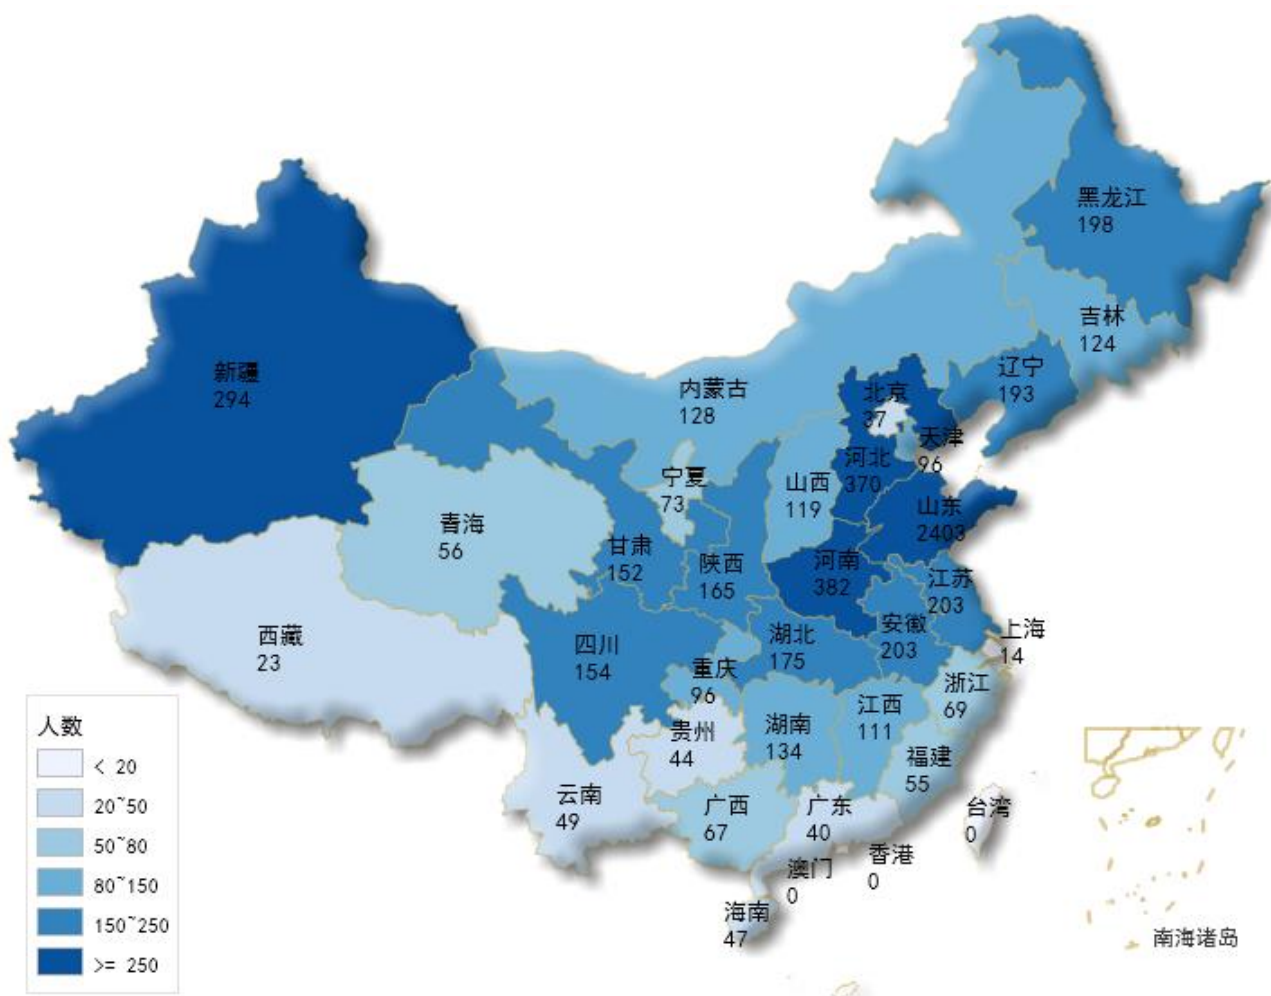 黑龙江
198
吉林
124
辽宁
193
新疆
294
内蒙古
128
北京
37
天津
96
河北
370
宁夏
73
山西
119
山东
2403
青海
56
甘肃
152
陕西
165
河南
382
江苏
203
安徽
203
上海
14
西藏
23
四川
154
湖北
175
重庆
96
浙江
69
江西
111
湖南
134
贵州
44
福建
55
云南
49
广西
67
广东
40
台湾
0
香港
0
澳门
0
海南
47
人数
< 20
20~50
50~80
80~150
150~250
>= 250
南海诸岛